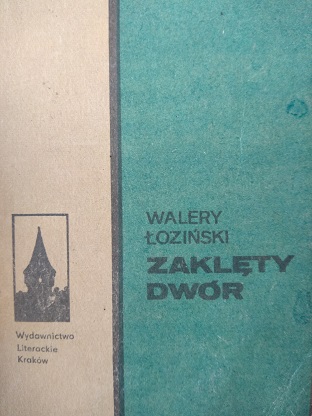 WALERY
ŁOZIŃSKI
ZAKLĘTY
DWÓR
Wydawnictwo
Literackie
Kraków